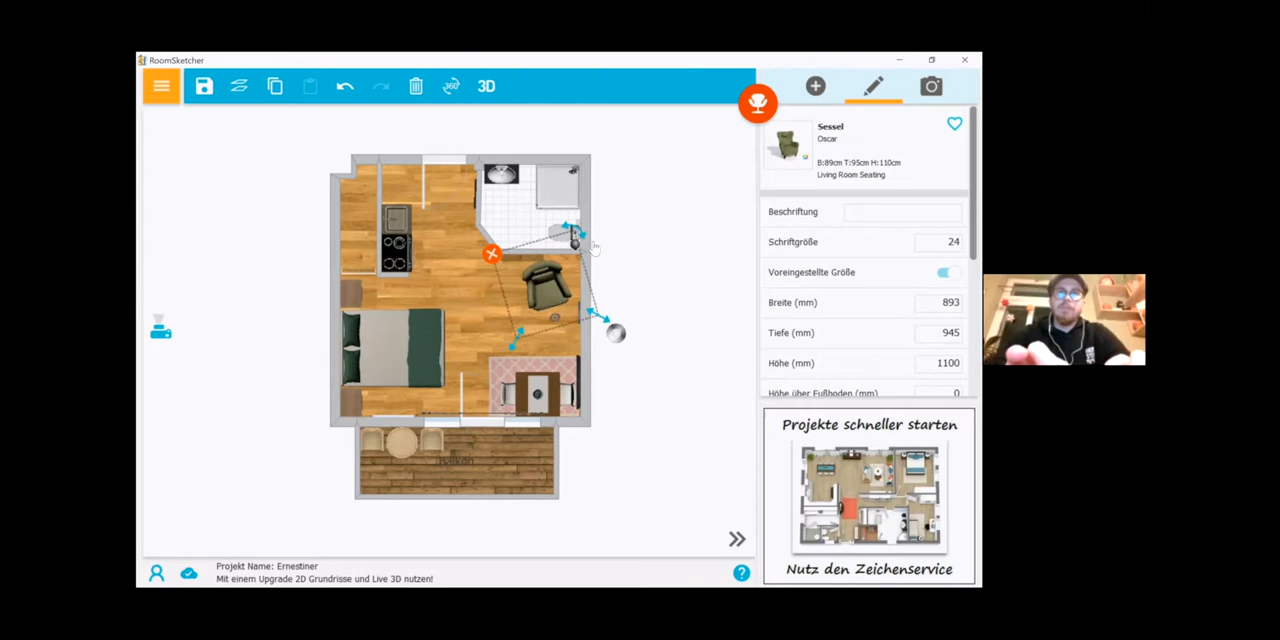 RoomSketcher
360°
3D
Sessel
Oscar
B:89cm T:95cm H:110cm
Living Room Seating
Beschriftung
Schriftgröße 24
Voreingestellte Größe
Breite (mm) 893
Tiefe (mm) 945
Höhe (mm) 1100
Höhe über Fußboden (mm) 0
Balkon
Projekte schneller starten
Nutz den Zeichenservice
Projekt Name: Ernestiner
Mit einem Upgrade 2D Grundrisse und Live 3D nutzen!